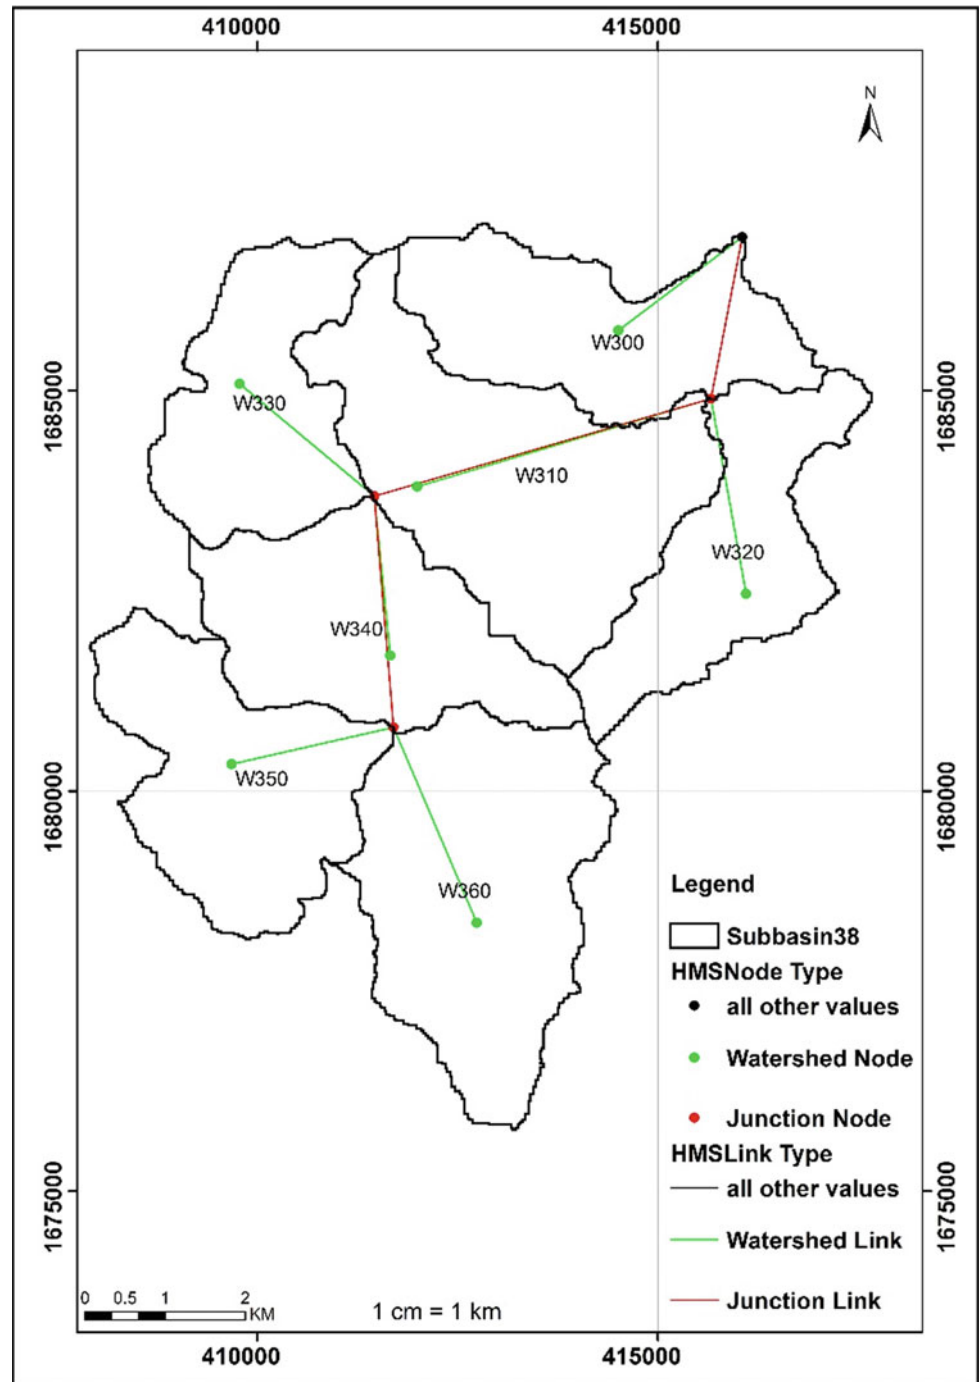 410000 415000
N
W300
1685000 1685000
W330
W310
W320
W340
W350
1680000 1680000
W360
Legend
Subbasin38
HMSNode Type
all other values
Watershed Node
Junction Node
HMSLink Type
all other values
1675000 1675000
Watershed Link
Junction Link
0 0.5 1 2
KM
1 cm = 1 km
410000 415000